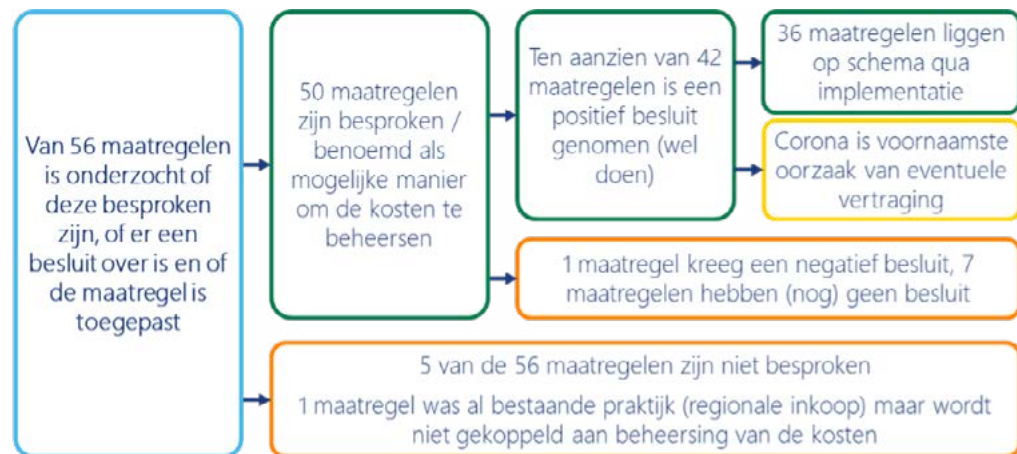 Van 56 maatregelen
is onderzocht of
deze besproken
zijn, of er een
besluit over is en of
de maatregel is
toegepast
50 maatregelen
zijn besproken /
benoemd als
mogelijke manier
om de kosten te
beheersen
Ten aanzien van 42
maatregelen is een
positief besluit
genomen (wel
doen)
36 maatregelen liggen
op schema qua
implementatie
Corona is voornaamste
oorzaak van eventuele
vertraging
1 maatregel kreeg een negatief besluit, 7
maatregelen hebben (nog) geen besluit
5 van de 56 maatregelen zijn niet besproken
1 maatregel was al bestaande praktijk (regionale inkoop) maar wordt
niet gekoppeld aan beheersing van de kosten